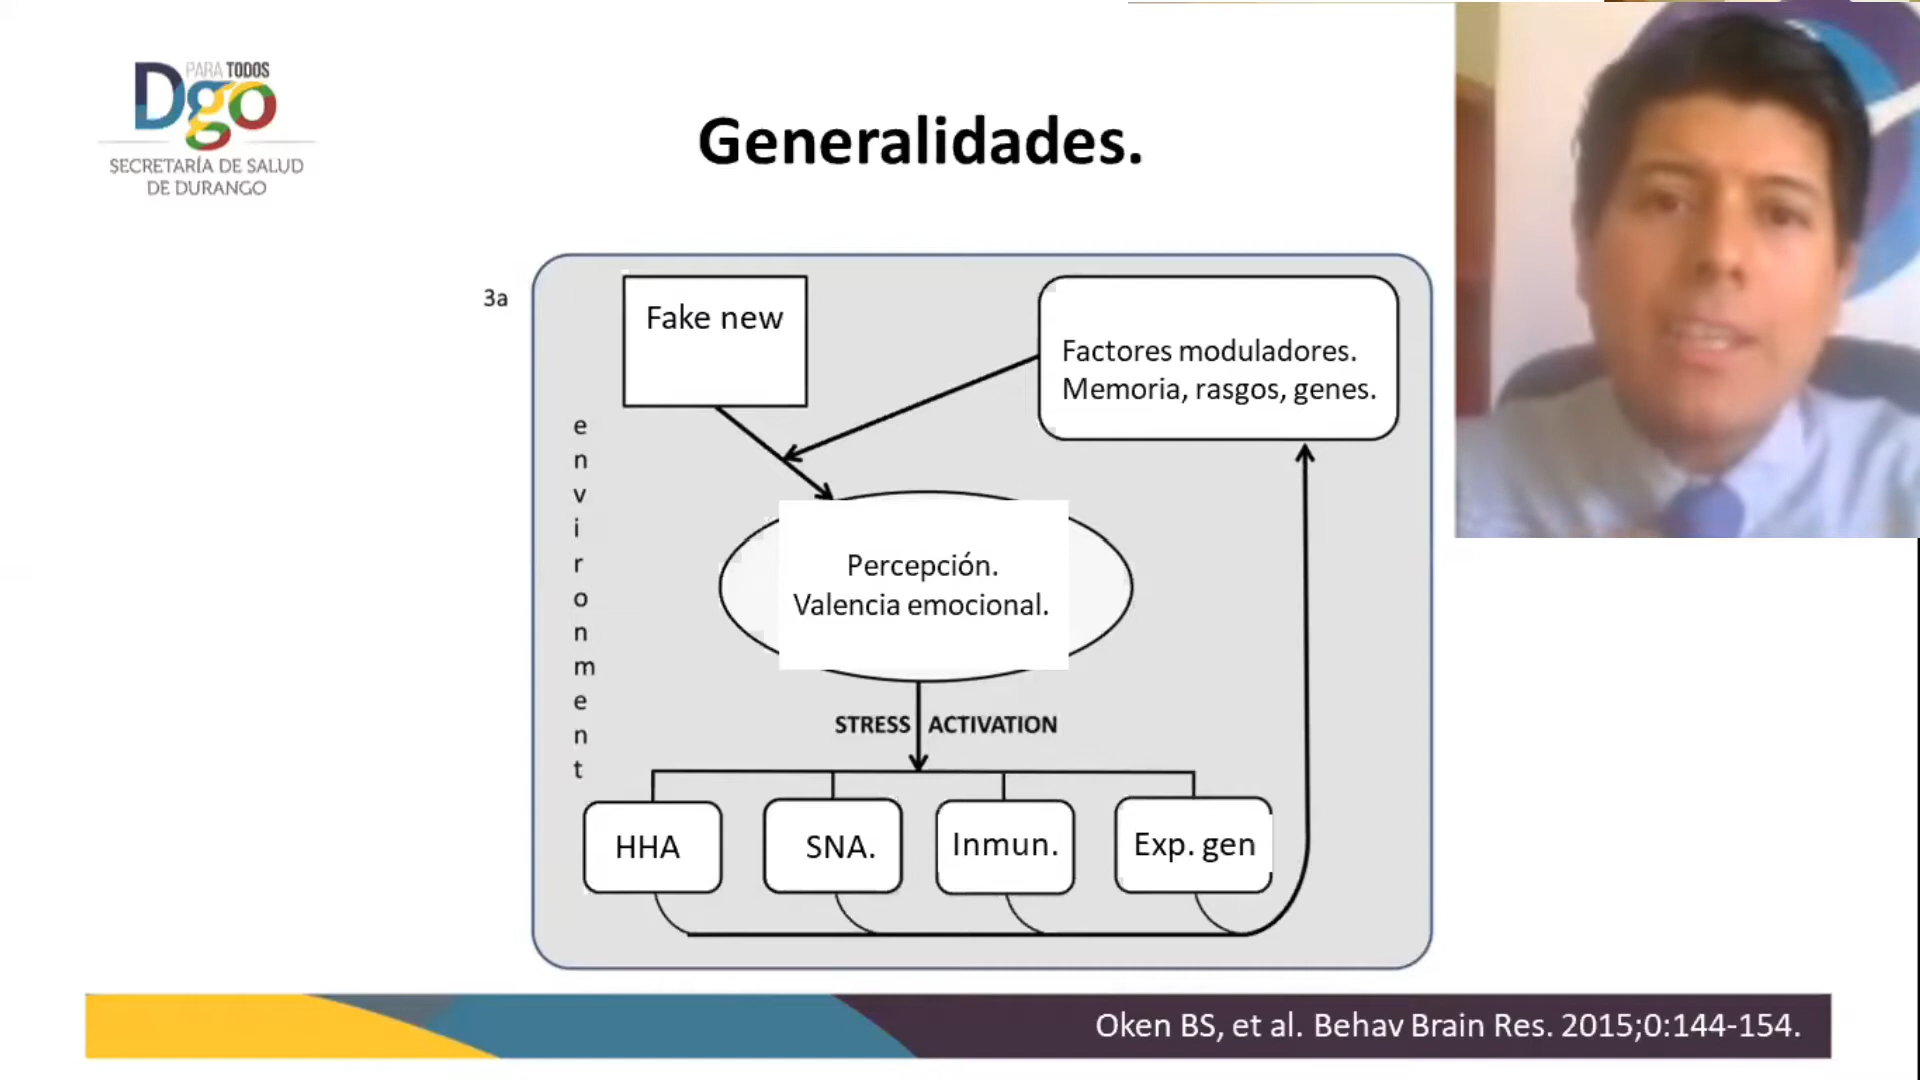 PARA TODOS
Dgo
SECRETARÍA DE SALUD
DE DURANGO
Generalidades.
3a
Fake new
Factores moduladores.
Memoria, rasgos, genes.
environment
Percepción.
Valencia emocional.
STRESS ACTIVATION
HHA
SNA.
Inmun.
Exp. gen
Oken BS, et al. Behav Brain Res. 2015;0:144-154.